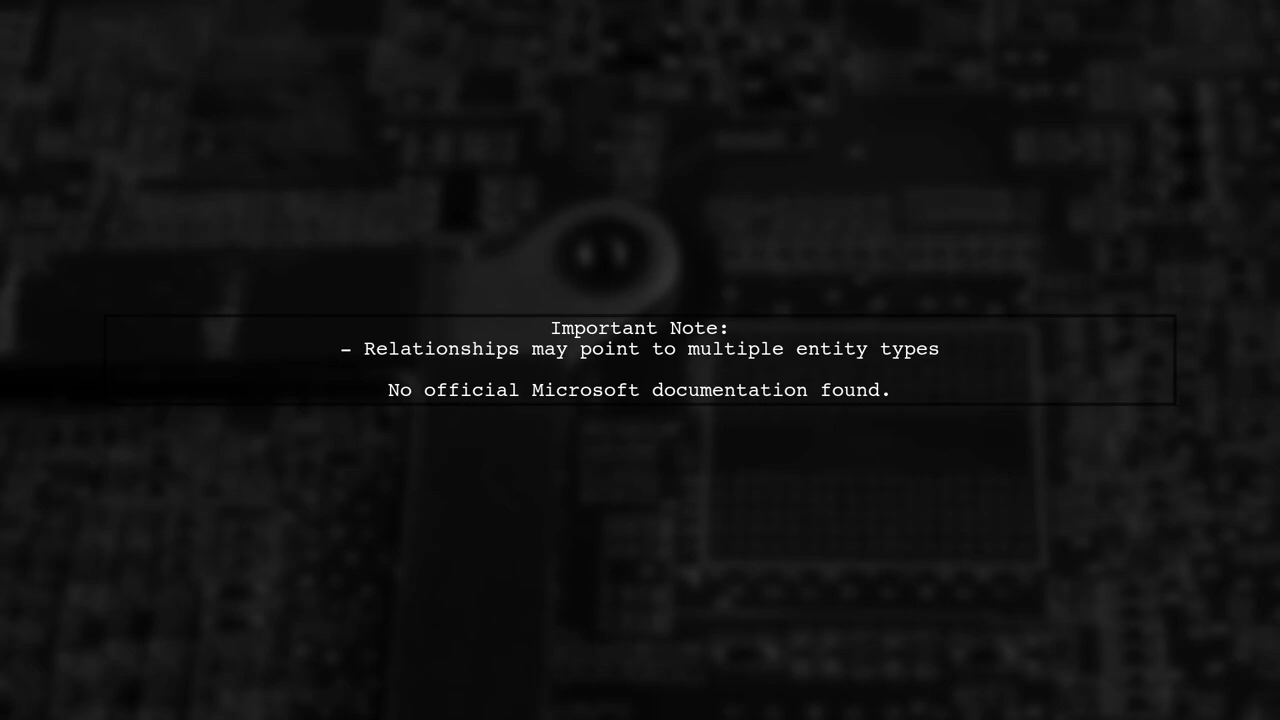 Important Note:
- Relationships may point to multiple entity types
No official Microsoft documentation found.